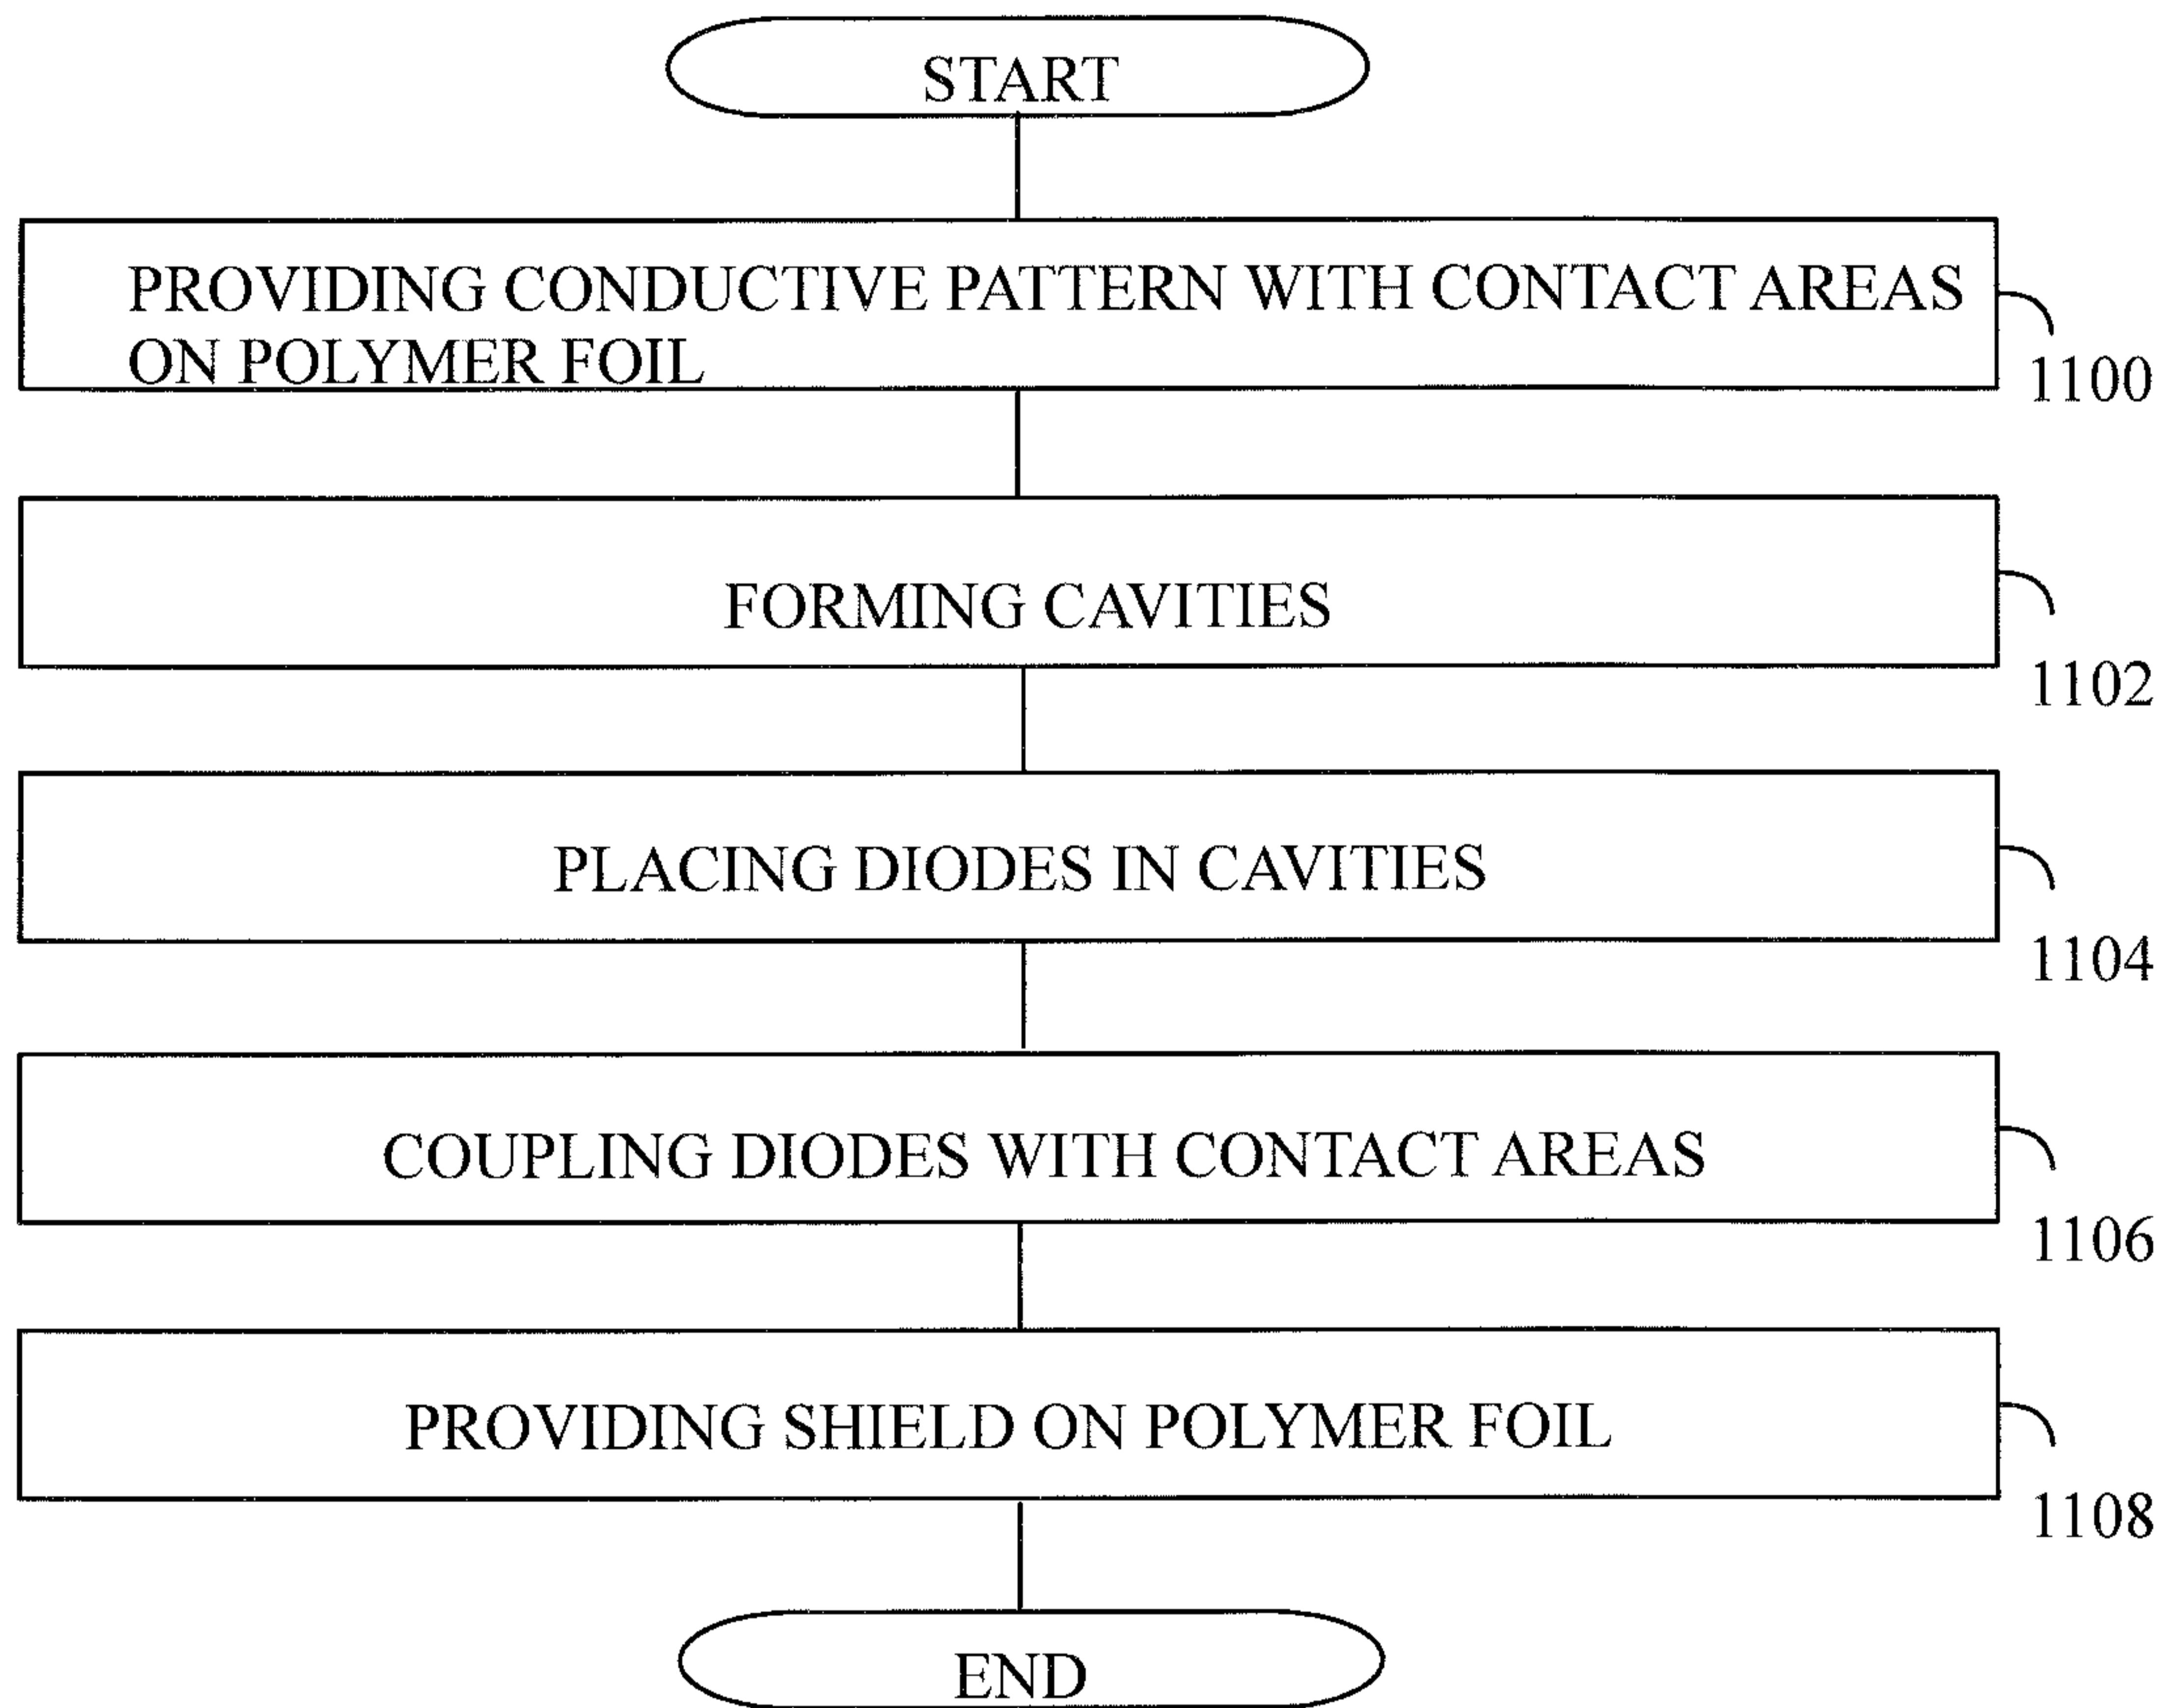 START
PROVIDING CONDUCTIVE PATTERN WITH CONTACT AREAS
ON POLYMER FOIL
1100
FORMING CAVITIES
1102
PLACING DIODES IN CAVITIES
1104
COUPLING DIODES WITH CONTACT AREAS
1106
PROVIDING SHIELD ON POLYMER FOIL
1108
END